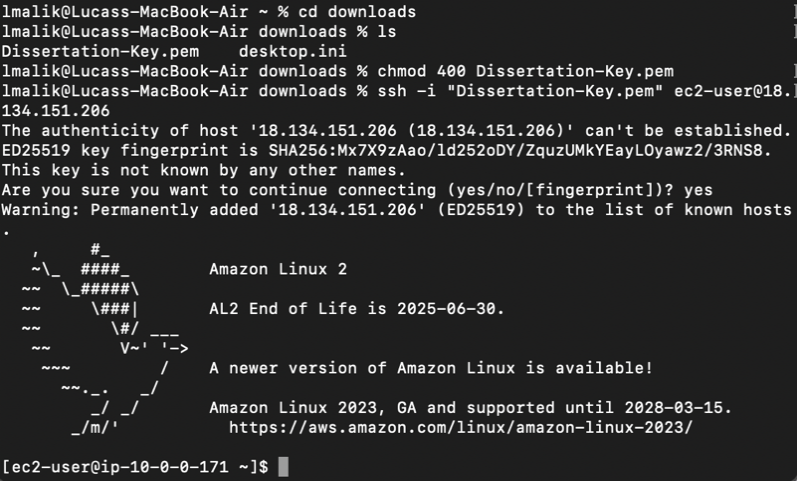 lmalik@Lucass-MacBook-Air ~ % cd downloads
lmalik@Lucass-MacBook-Air downloads % ls
Dissertation-Key.pem    desktop.ini
lmalik@Lucass-MacBook-Air downloads % chmod 400 Dissertation-Key.pem
lmalik@Lucass-MacBook-Air downloads % ssh -i "Dissertation-Key.pem" ec2-user@18.
134.151.206
The authenticity of host '18.134.151.206 (18.134.151.206)' can't be established.
ED25519 key fingerprint is SHA256:Mx7X9zAao/ld252oDY/ZquzUMkYEayLOyawz2/3RNS8.
This key is not known by any other names.
Are you sure you want to continue connecting (yes/no/[fingerprint])? yes
Warning: Permanently added '18.134.151.206' (ED25519) to the list of known hosts
.
   ,     #_
   ~\_  ####_        Amazon Linux 2
  ~~  \_#####\
  ~~     \###|       AL2 End of Life is 2025-06-30.
  ~~       \#/ ___
   ~~       V~' '->
    ~~~         /    A newer version of Amazon Linux is available!
      ~~._.   _/
         _/ _/       Amazon Linux 2023, GA and supported until 2028-03-15.
       _/m/'           https://aws.amazon.com/linux/amazon-linux-2023/
[ec2-user@ip-10-0-0-171 ~]$